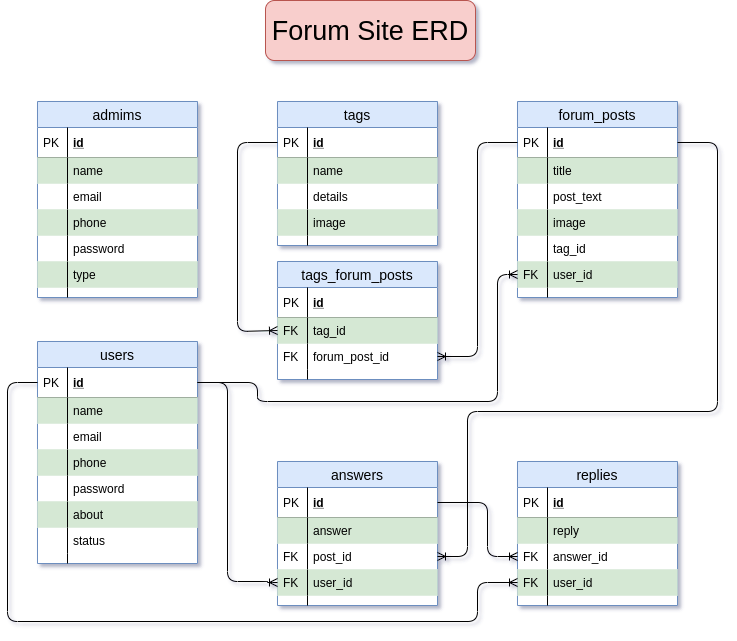 Forum Site ERD
admims
PK id
name
email
phone
password
type
tags
PK id
name
details
image
forum_posts
PK id
title
post_text
image
tag_id
FK user_id
tags_forum_posts
PK id
FK tag_id
FK forum_post_id
users
PK id
name
email
phone
password
about
status
answers
PK id
answer
FK post_id
FK user_id
replies
PK id
reply
FK answer_id
FK user_id